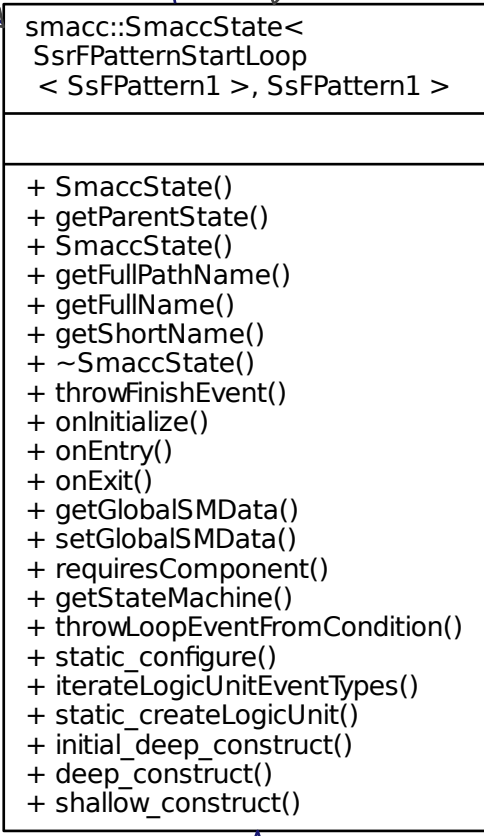 smacc::SmaccState<
SsrFPatternStartLoop
< SsFPattern1 >, SsFPattern1 >
+ SmaccState()
+ getParentState()
+ SmaccState()
+ getFullPathName()
+ getFullName()
+ getShortName()
+ ~SmaccState()
+ throwFinishEvent()
+ onInitialize()
+ onEntry()
+ onExit()
+ getGlobalSMData()
+ setGlobalSMData()
+ requiresComponent()
+ getStateMachine()
+ throwLoopEventFromCondition()
+ static_configure()
+ iterateLogicUnitEventTypes()
+ static_createLogicUnit()
+ initial_deep_construct()
+ deep_construct()
+ shallow_construct()